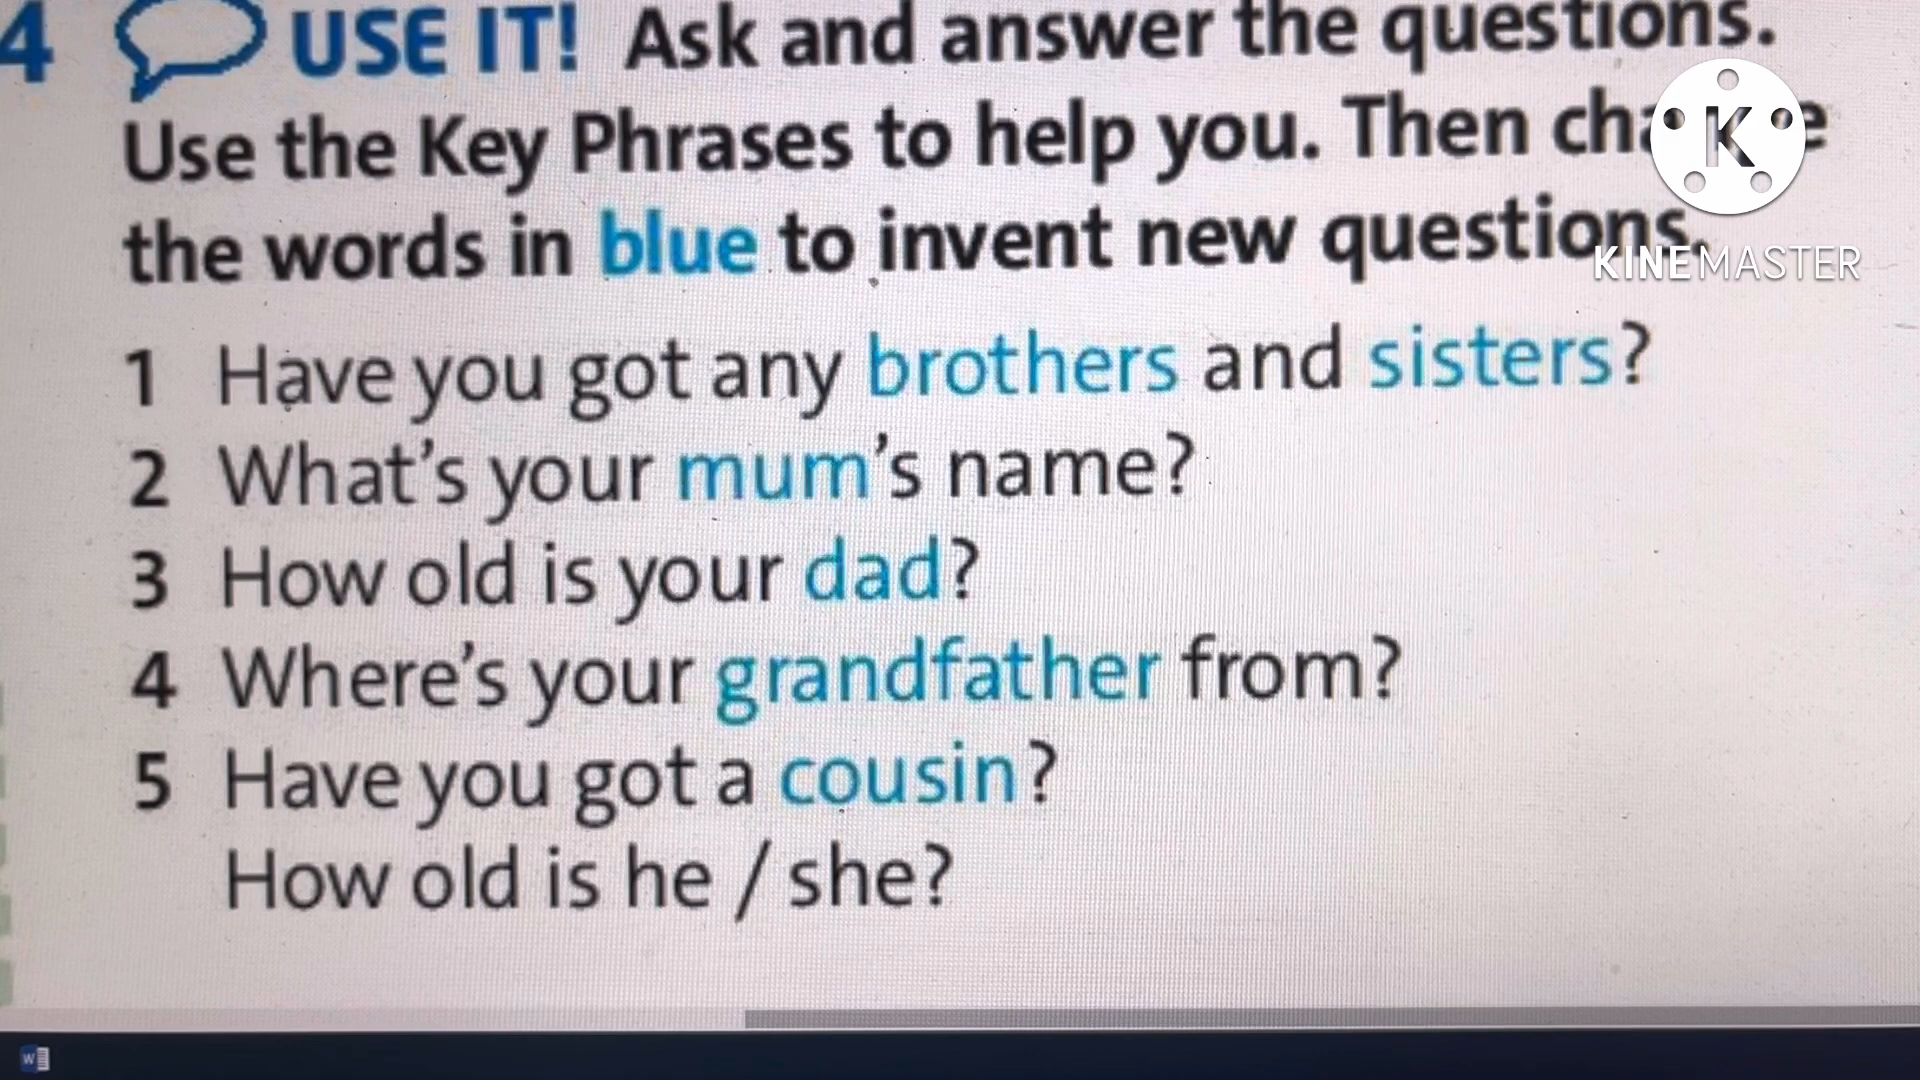 4 USE IT! Ask and answer the questions.
Use the Key Phrases to help you. Then
the words in blue to invent new questions.
1 Have you got any brothers and sisters?
2 What's your mum's name?
3 How old is your dad?
4 Where's your grandfather from?
5 Have you got a cousin?
How old is he / she?
K
KINEMASTER
W